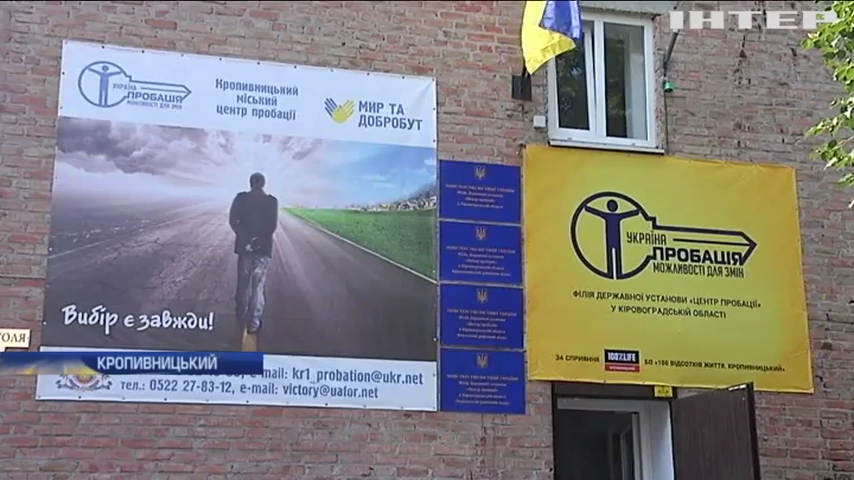 ІНТЕР
УКРАЇНА
ПРОБАЦІЯ
МОЖЛИВОСТІ ДЛЯ ЗМІН
Кропивницький
міський
центр пробації
МИР ТА
ДОБРОБУТ
Вибір є завжди!
e-mail: kr1_probation@ukr.net
тел.: 0522 27-83-12, e-mail: victory@uafor.net
КРОПИВНИЦЬКИЙ
УКРАЇНА
ПРОБАЦІЯ
МОЖЛИВОСТІ ДЛЯ ЗМІН
ФІЛІЯ ДЕРЖАВНОЇ УСТАНОВИ «ЦЕНТР ПРОБАЦІЇ»
У КІРОВОГРАДСЬКІЙ ОБЛАСТІ
ЗА СПРИЯННЯ
100%LIFE
БО «100 ВІДСОТКІВ ЖИТТЯ. КРОПИВНИЦЬКИЙ»